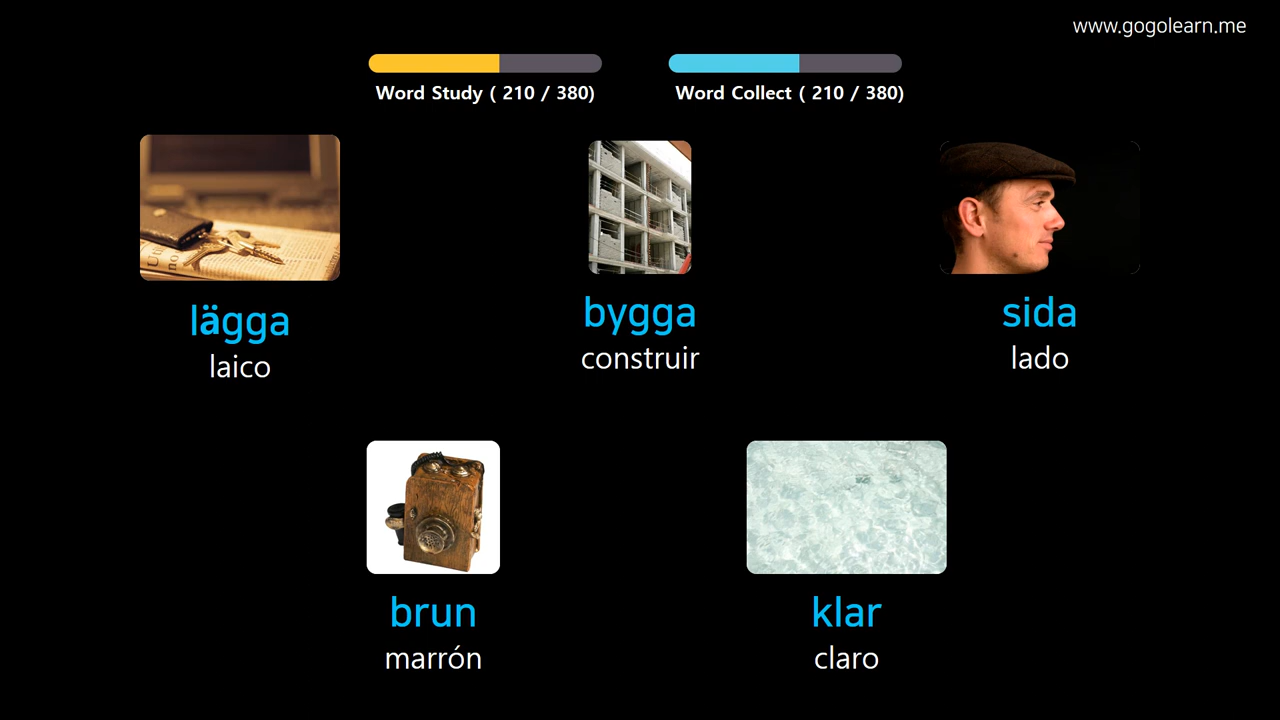 www.gogolearn.me
Word Study ( 210 / 380)
Word Collect ( 210 / 380)
lägga
laico
bygga
construir
sida
lado
brun
marrón
klar
claro